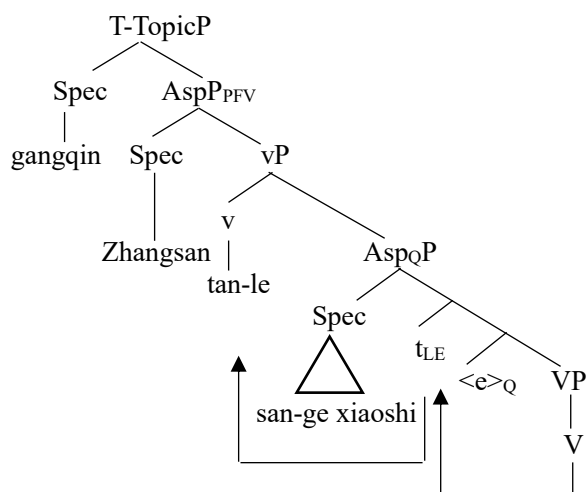 T-TopicP
Spec AspP_PFV
gangqin Spec vP
v
Zhangsan Asp_QP
tan-le
Spec
t_LE
<e>_Q VP
san-ge xiaoshi
V